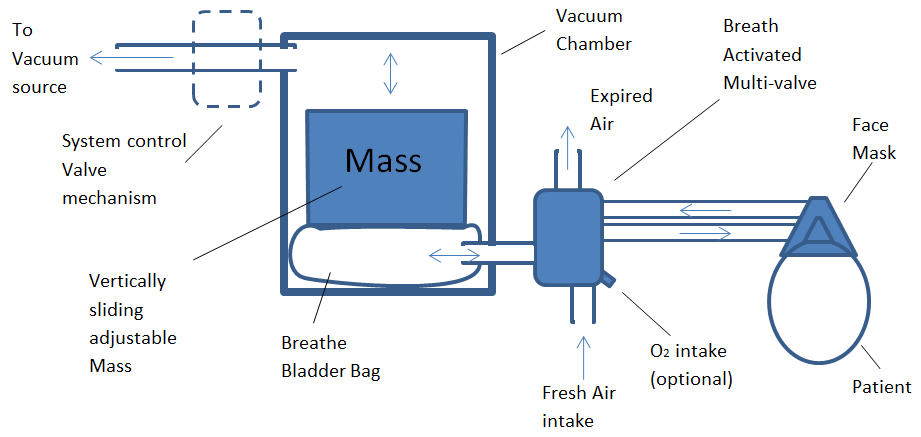 To
Vacuum
source
System control
Valve
mechanism
Vertically
sliding
adjustable
Mass
Mass
Breathe
Bladder Bag
Vacuum
Chamber
Expired
Air
Breath
Activated
Multi-valve
Face
Mask
Fresh Air
intake
O₂ intake
(optional)
Patient